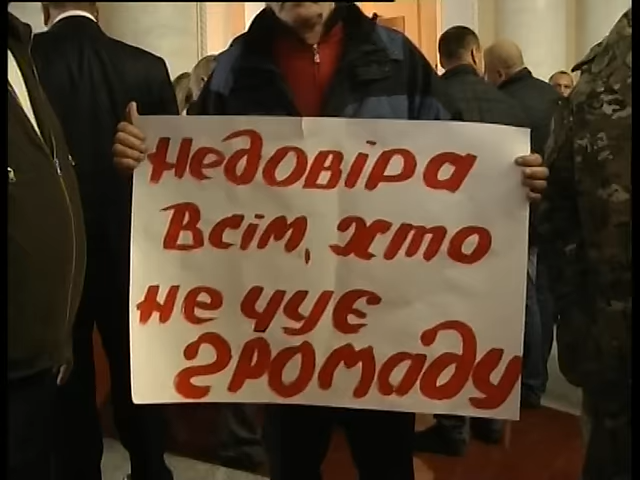 Недовіра
Всім, хто
не чує
громаду